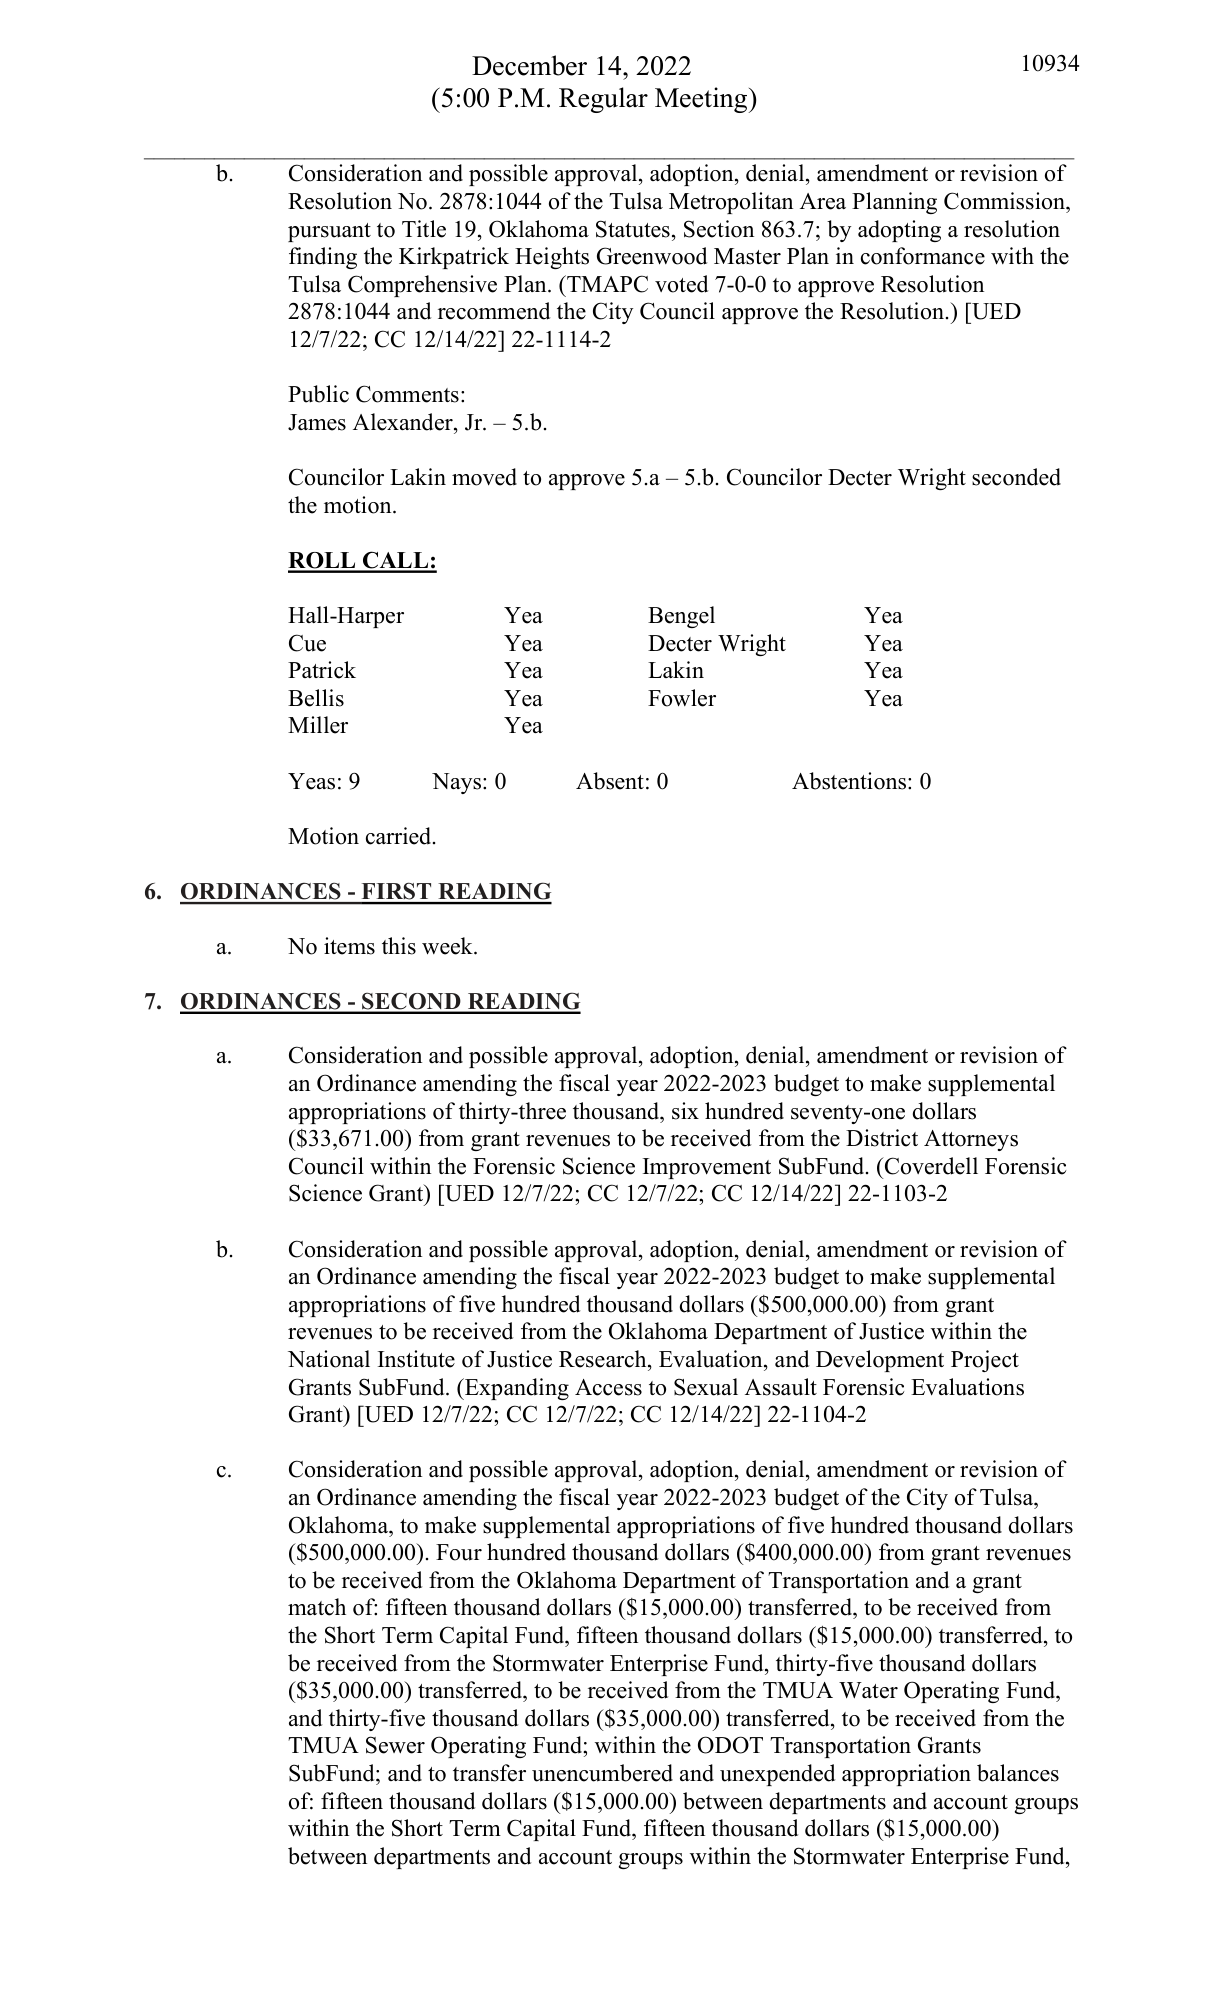 December 14, 2022
10934
(5:00 P.M. Regular Meeting)
b. Consideration and possible approval, adoption, denial, amendment or revision of
Resolution No. 2878:1044 of the Tulsa Metropolitan Area Planning Commission,
pursuant to Title 19, Oklahoma Statutes, Section 863.7; by adopting a resolution
finding the Kirkpatrick Heights Greenwood Master Plan in conformance with the
Tulsa Comprehensive Plan. (TMAPC voted 7-0-0 to approve Resolution
2878:1044 and recommend the City Council approve the Resolution.) [UED
12/7/22; CC 12/14/22] 22-1114-2
Public Comments:
James Alexander, Jr. – 5.b.
Councilor Lakin moved to approve 5.a – 5.b. Councilor Decter Wright seconded
the motion.
ROLL CALL:
Hall-Harper Yea Bengel Yea
Cue Yea Decter Wright Yea
Patrick Yea Lakin Yea
Bellis Yea Fowler Yea
Miller Yea
Yeas: 9 Nays: 0 Absent: 0 Abstentions: 0
Motion carried.
6. ORDINANCES - FIRST READING
a. No items this week.
7. ORDINANCES - SECOND READING
a. Consideration and possible approval, adoption, denial, amendment or revision of
an Ordinance amending the fiscal year 2022-2023 budget to make supplemental
appropriations of thirty-three thousand, six hundred seventy-one dollars
($33,671.00) from grant revenues to be received from the District Attorneys
Council within the Forensic Science Improvement SubFund. (Coverdell Forensic
Science Grant) [UED 12/7/22; CC 12/7/22; CC 12/14/22] 22-1103-2
b. Consideration and possible approval, adoption, denial, amendment or revision of
an Ordinance amending the fiscal year 2022-2023 budget to make supplemental
appropriations of five hundred thousand dollars ($500,000.00) from grant
revenues to be received from the Oklahoma Department of Justice within the
National Institute of Justice Research, Evaluation, and Development Project
Grants SubFund. (Expanding Access to Sexual Assault Forensic Evaluations
Grant) [UED 12/7/22; CC 12/7/22; CC 12/14/22] 22-1104-2
c. Consideration and possible approval, adoption, denial, amendment or revision of
an Ordinance amending the fiscal year 2022-2023 budget of the City of Tulsa,
Oklahoma, to make supplemental appropriations of five hundred thousand dollars
($500,000.00). Four hundred thousand dollars ($400,000.00) from grant revenues
to be received from the Oklahoma Department of Transportation and a grant
match of: fifteen thousand dollars ($15,000.00) transferred, to be received from
the Short Term Capital Fund, fifteen thousand dollars ($15,000.00) transferred, to
be received from the Stormwater Enterprise Fund, thirty-five thousand dollars
($35,000.00) transferred, to be received from the TMUA Water Operating Fund,
and thirty-five thousand dollars ($35,000.00) transferred, to be received from the
TMUA Sewer Operating Fund; within the ODOT Transportation Grants
SubFund; and to transfer unencumbered and unexpended appropriation balances
of: fifteen thousand dollars ($15,000.00) between departments and account groups
within the Short Term Capital Fund, fifteen thousand dollars ($15,000.00)
between departments and account groups within the Stormwater Enterprise Fund,